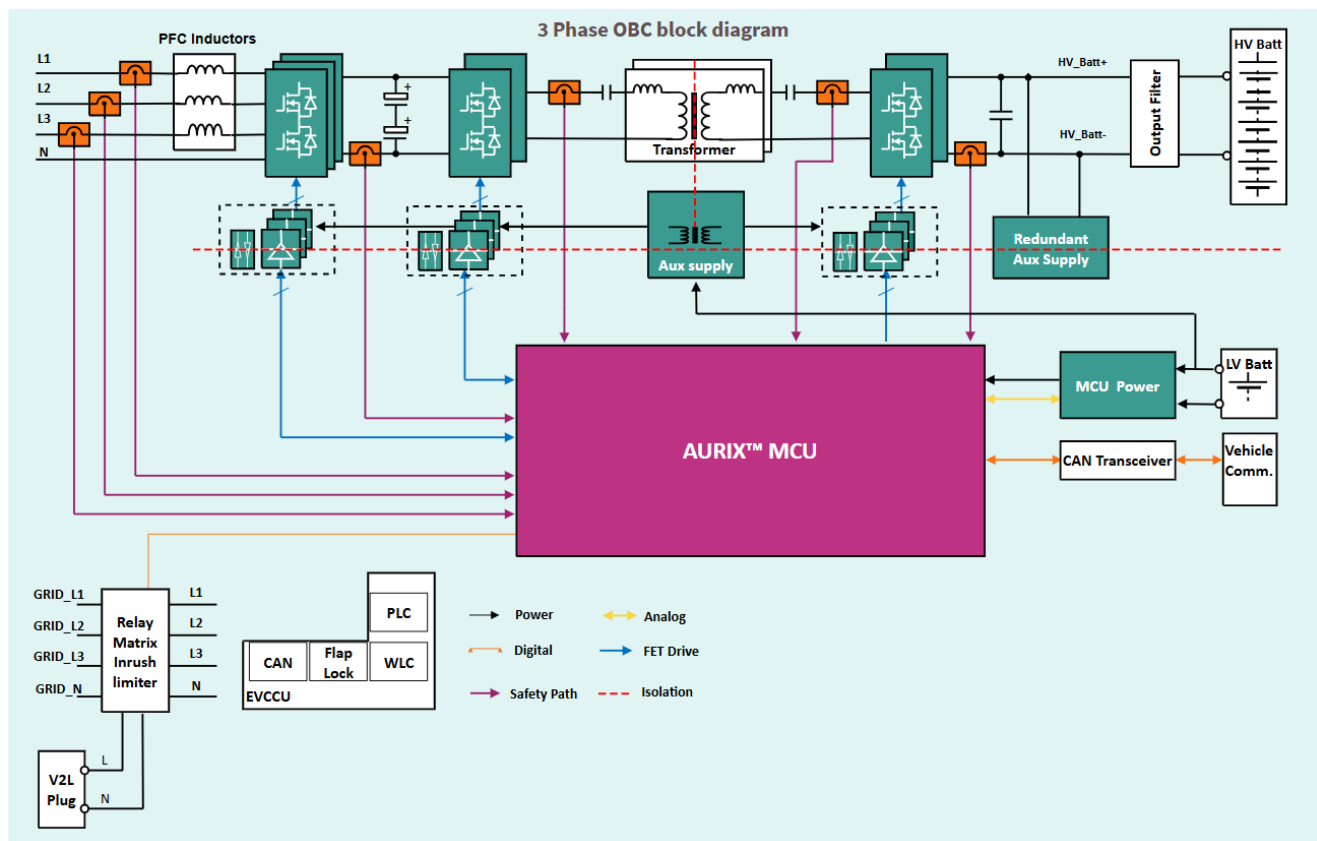 3 Phase OBC block diagram
PFC Inductors
L1
L2
L3
N
+
+
Transformer
HV_Batt+
HV_Batt-
Output Filter
HV Batt
Aux supply
Redundant
Aux Supply
AURIX™ MCU
MCU Power
LV Batt
CAN Transceiver
Vehicle
Comm.
GRID_L1
GRID_L2
GRID_L3
GRID_N
Relay
Matrix
Inrush
limiter
L1
L2
L3
N
L
N
V2L
Plug
PLC
CAN
Flap
Lock
WLC
EVCCU
Power
Analog
Digital
FET Drive
Safety Path
Isolation